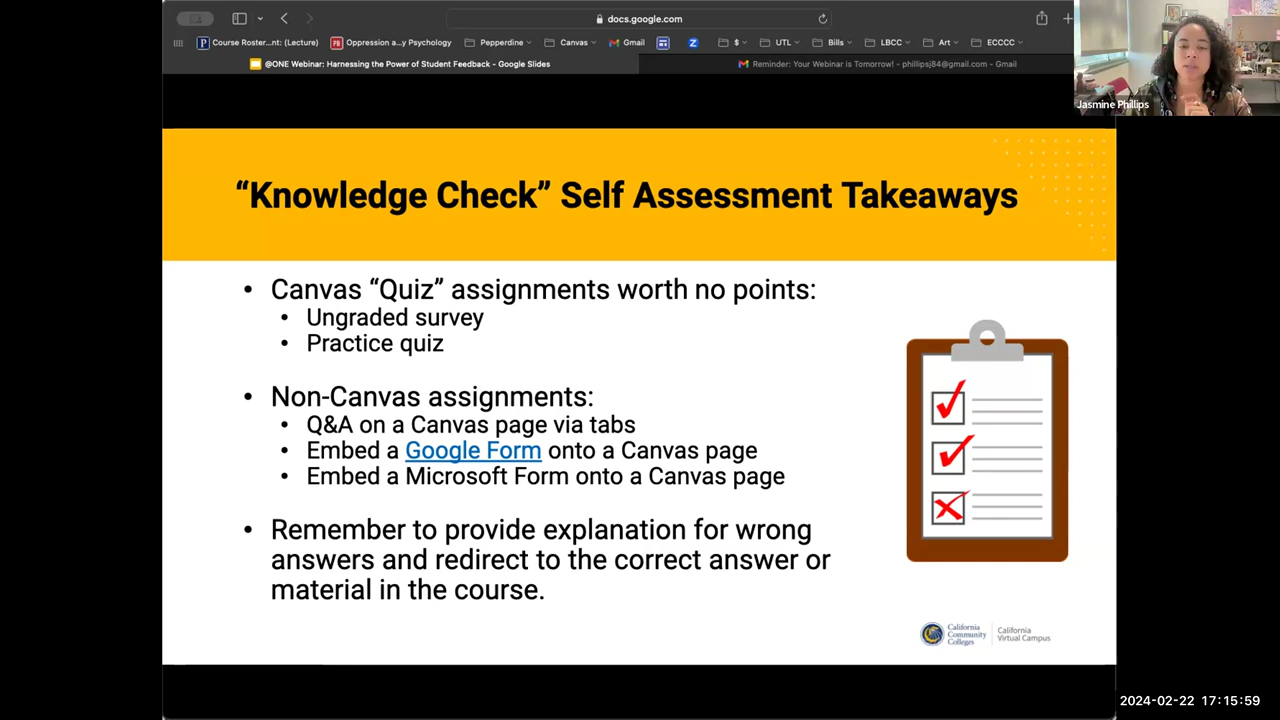 docs.google.com
Course Roster...nt: (Lecture)
Oppression a...y Psychology
Pepperdine
Canvas
Gmail
$
UTL
Bills
LBCC
Art
ECCCC
@ONE Webinar: Harnessing the Power of Student Feedback - Google Slides
Reminder: Your Webinar is Tomorrow! - phillipsj84@gmail.com - Gmail
Jasmine Phillips
“Knowledge Check” Self Assessment Takeaways
• Canvas “Quiz” assignments worth no points:
• Ungraded survey
• Practice quiz
• Non-Canvas assignments:
• Q&A on a Canvas page via tabs
• Embed a Google Form onto a Canvas page
• Embed a Microsoft Form onto a Canvas page
• Remember to provide explanation for wrong
answers and redirect to the correct answer or
material in the course.
California
Community
Colleges
California
Virtual Campus
2024-02-22 17:15:59